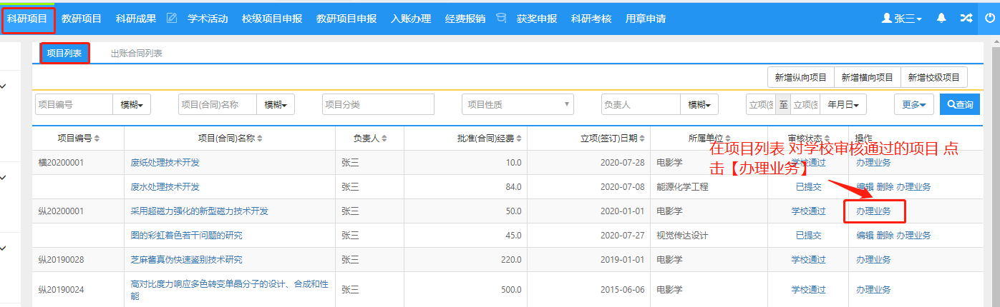 科研项目 教研项目 科研成果 学术活动 校级项目申报 教研项目申报 入账办理 经费报销 获奖申报 科研考核 用章申请 张三
项目列表 出账合同列表
新增纵向项目 新增横向项目 新增校级项目
项目编号 模糊 项目(合同)名称 模糊 项目分类 项目性质 负责人 模糊 立项(签 至 立项(签 年月日 更多 查询
项目编号 项目(合同)名称 负责人 批准(合同)经费 立项(签订)日期 所属单位 审核状态 操作
在项目列表 对学校审核通过的项目 点
击【办理业务】
横20200001 废纸处理技术开发 张三 10.0 2020-07-28 电影学 学校通过 办理业务
废水处理技术开发 张三 84.0 2020-07-08 能源化学工程 已提交 编辑 删除 办理业务
纵20200001 采用超磁力强化的新型磁力技术开发 张三 50.0 2020-01-01 电影学 学校通过 办理业务
图的彩虹着色若干问题的研究 张三 45.0 2020-07-27 视觉传达设计 已提交 编辑 删除 办理业务
纵20190028 芝麻酱真伪快速鉴别技术研究 张三 220.0 2019-01-01 电影学 学校通过 办理业务
纵20190024 高对比度力响应多色转变单晶分子的设计、合成和性
能 张三 500.0 2015-06-06 电影学 学校通过 办理业务